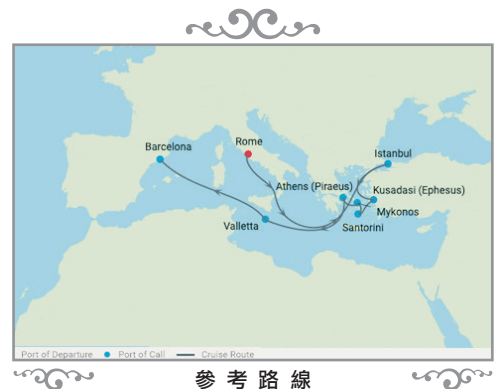 Barcelona
Rome
Istanbul
Athens (Piraeus)
Kusadasi (Ephesus)
Mykonos
Valletta
Santorini
Port of Departure Port of Call Cruise Route
參考路線